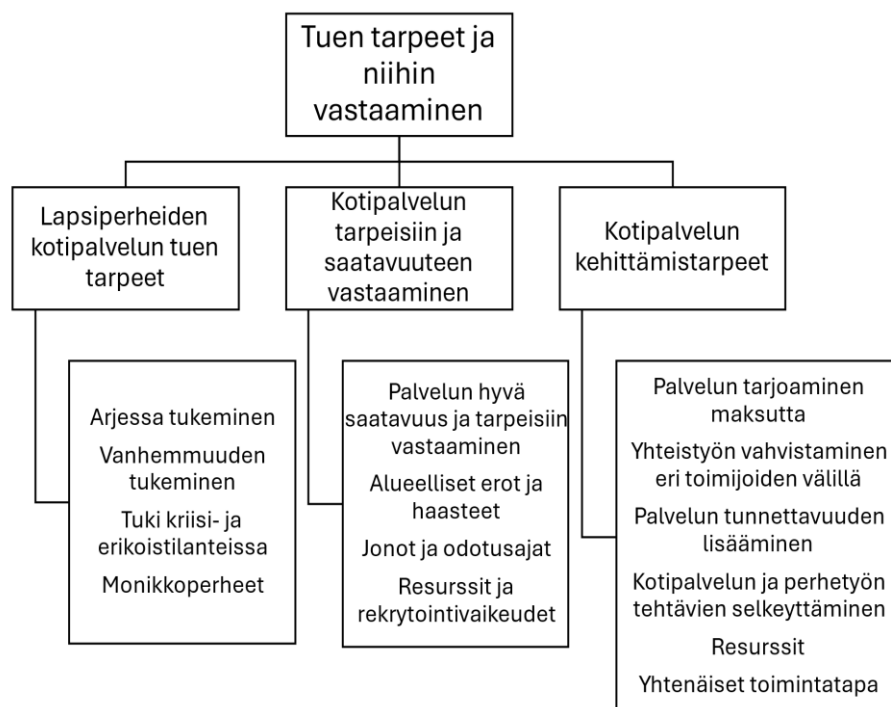 Tuen tarpeet ja
niihin
vastaaminen
Lapsiperheiden
kotipalvelun tuen
tarpeet
Kotipalvelun
tarpeisiin ja
saatavuuteen
vastaaminen
Kotipalvelun
kehittämistarpeet
Arjessa tukeminen
Vanhemmuuden
tukeminen
Tuki kriisi- ja
erikoistilanteissa
Monikkoperheet
Palvelun hyvä
saatavuus ja tarpeisiin
vastaaminen
Alueelliset erot ja
haasteet
Jonot ja odotusajat
Resurssit ja
rekrytointivaikeudet
Palvelun tarjoaminen
maksutta
Yhteistyön vahvistaminen
eri toimijoiden välillä
Palvelun tunnettavuuden
lisääminen
Kotipalvelun ja perhetyön
tehtävien selkeyttäminen
Resurssit
Yhtenäiset toimintatapa